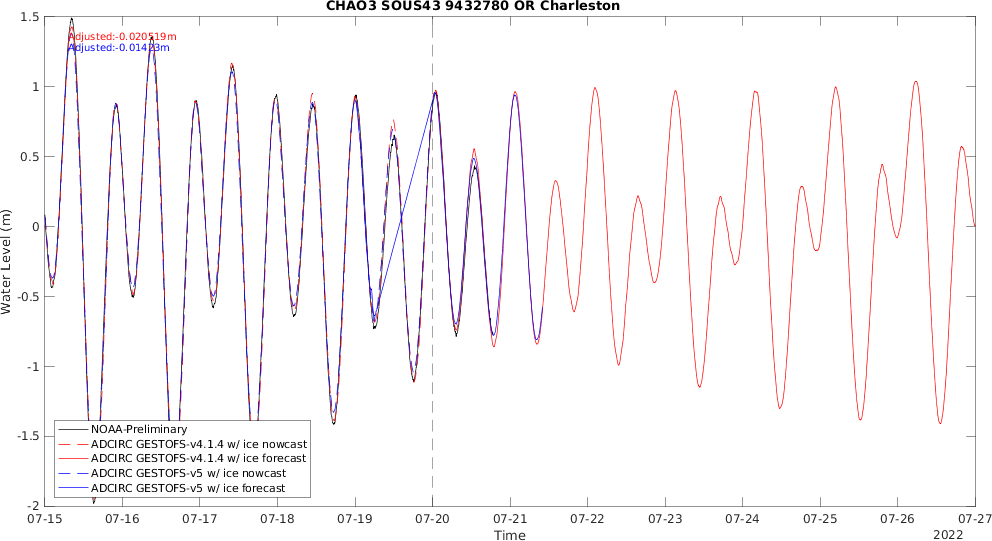 CHAO3 SOUS43 9432780 OR Charleston
Adjusted:-0.020519m
Adjusted:-0.01423m
Water Level (m)
1.5
1
0.5
0
-0.5
-1
-1.5
-2
NOAA-Preliminary
ADCIRC GESTOFS-v4.1.4 w/ ice nowcast
ADCIRC GESTOFS-v4.1.4 w/ ice forecast
ADCIRC GESTOFS-v5 w/ ice nowcast
ADCIRC GESTOFS-v5 w/ ice forecast
07-15 07-16 07-17 07-18 07-19 07-20 07-21 07-22 07-23 07-24 07-25 07-26 07-27
Time
2022